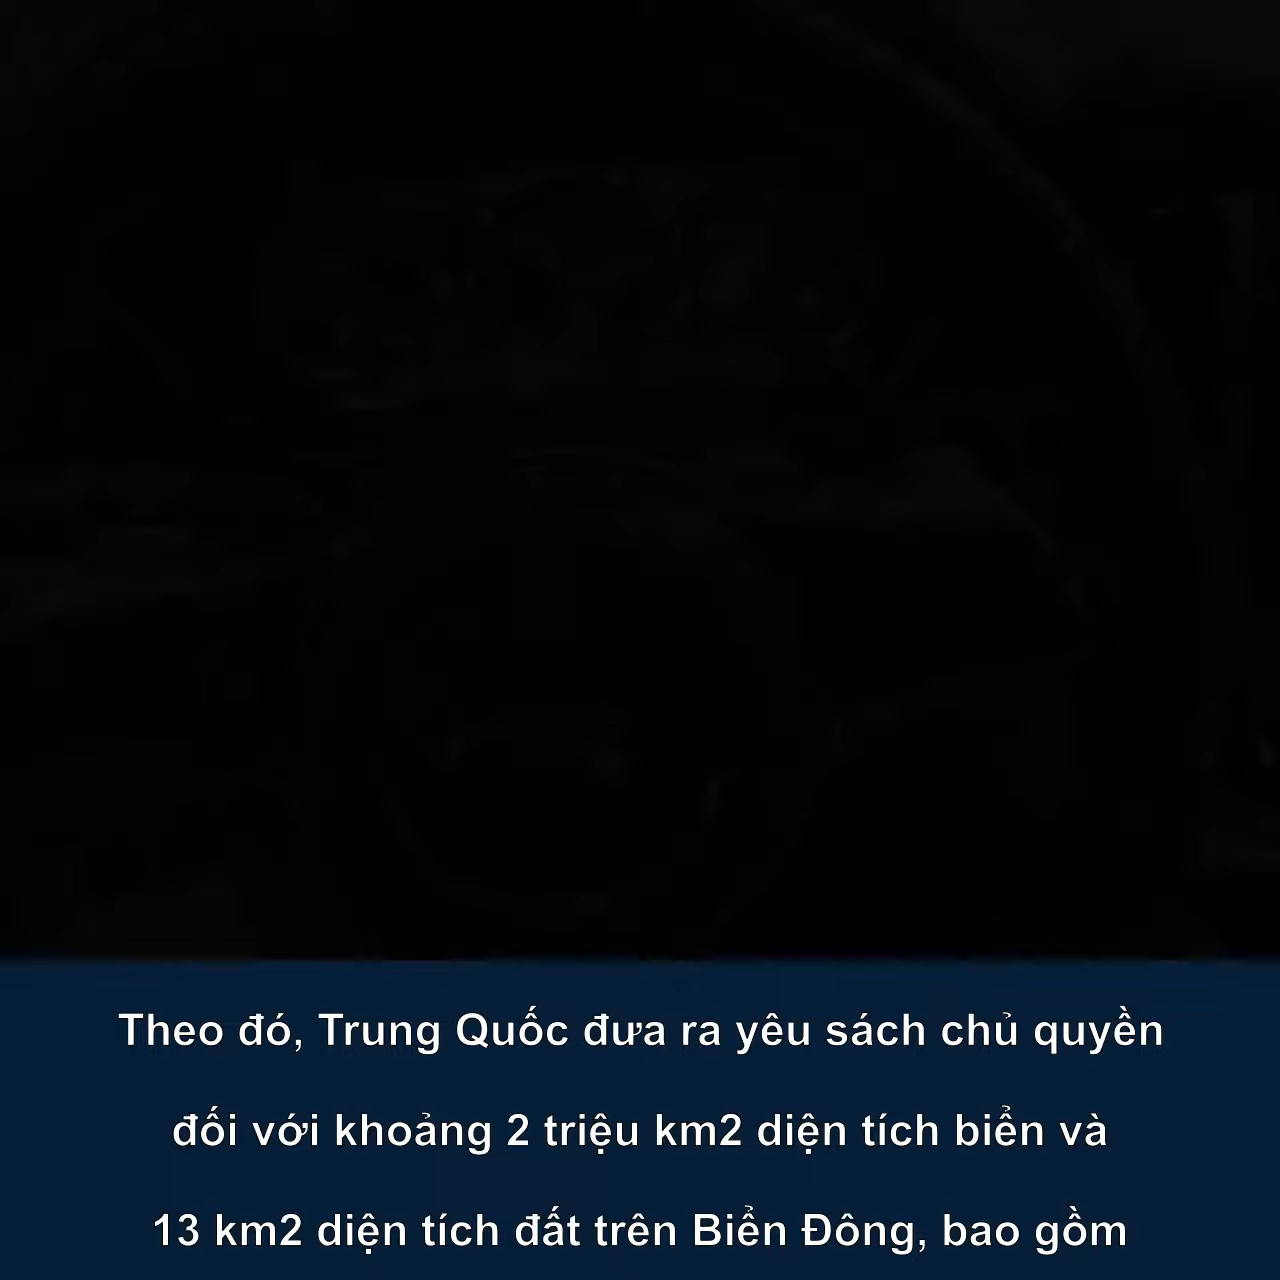 Theo đó, Trung Quốc đưa ra yêu sách chủ quyền
đối với khoảng 2 triệu km2 diện tích biển và
13 km2 diện tích đất trên Biển Đông, bao gồm